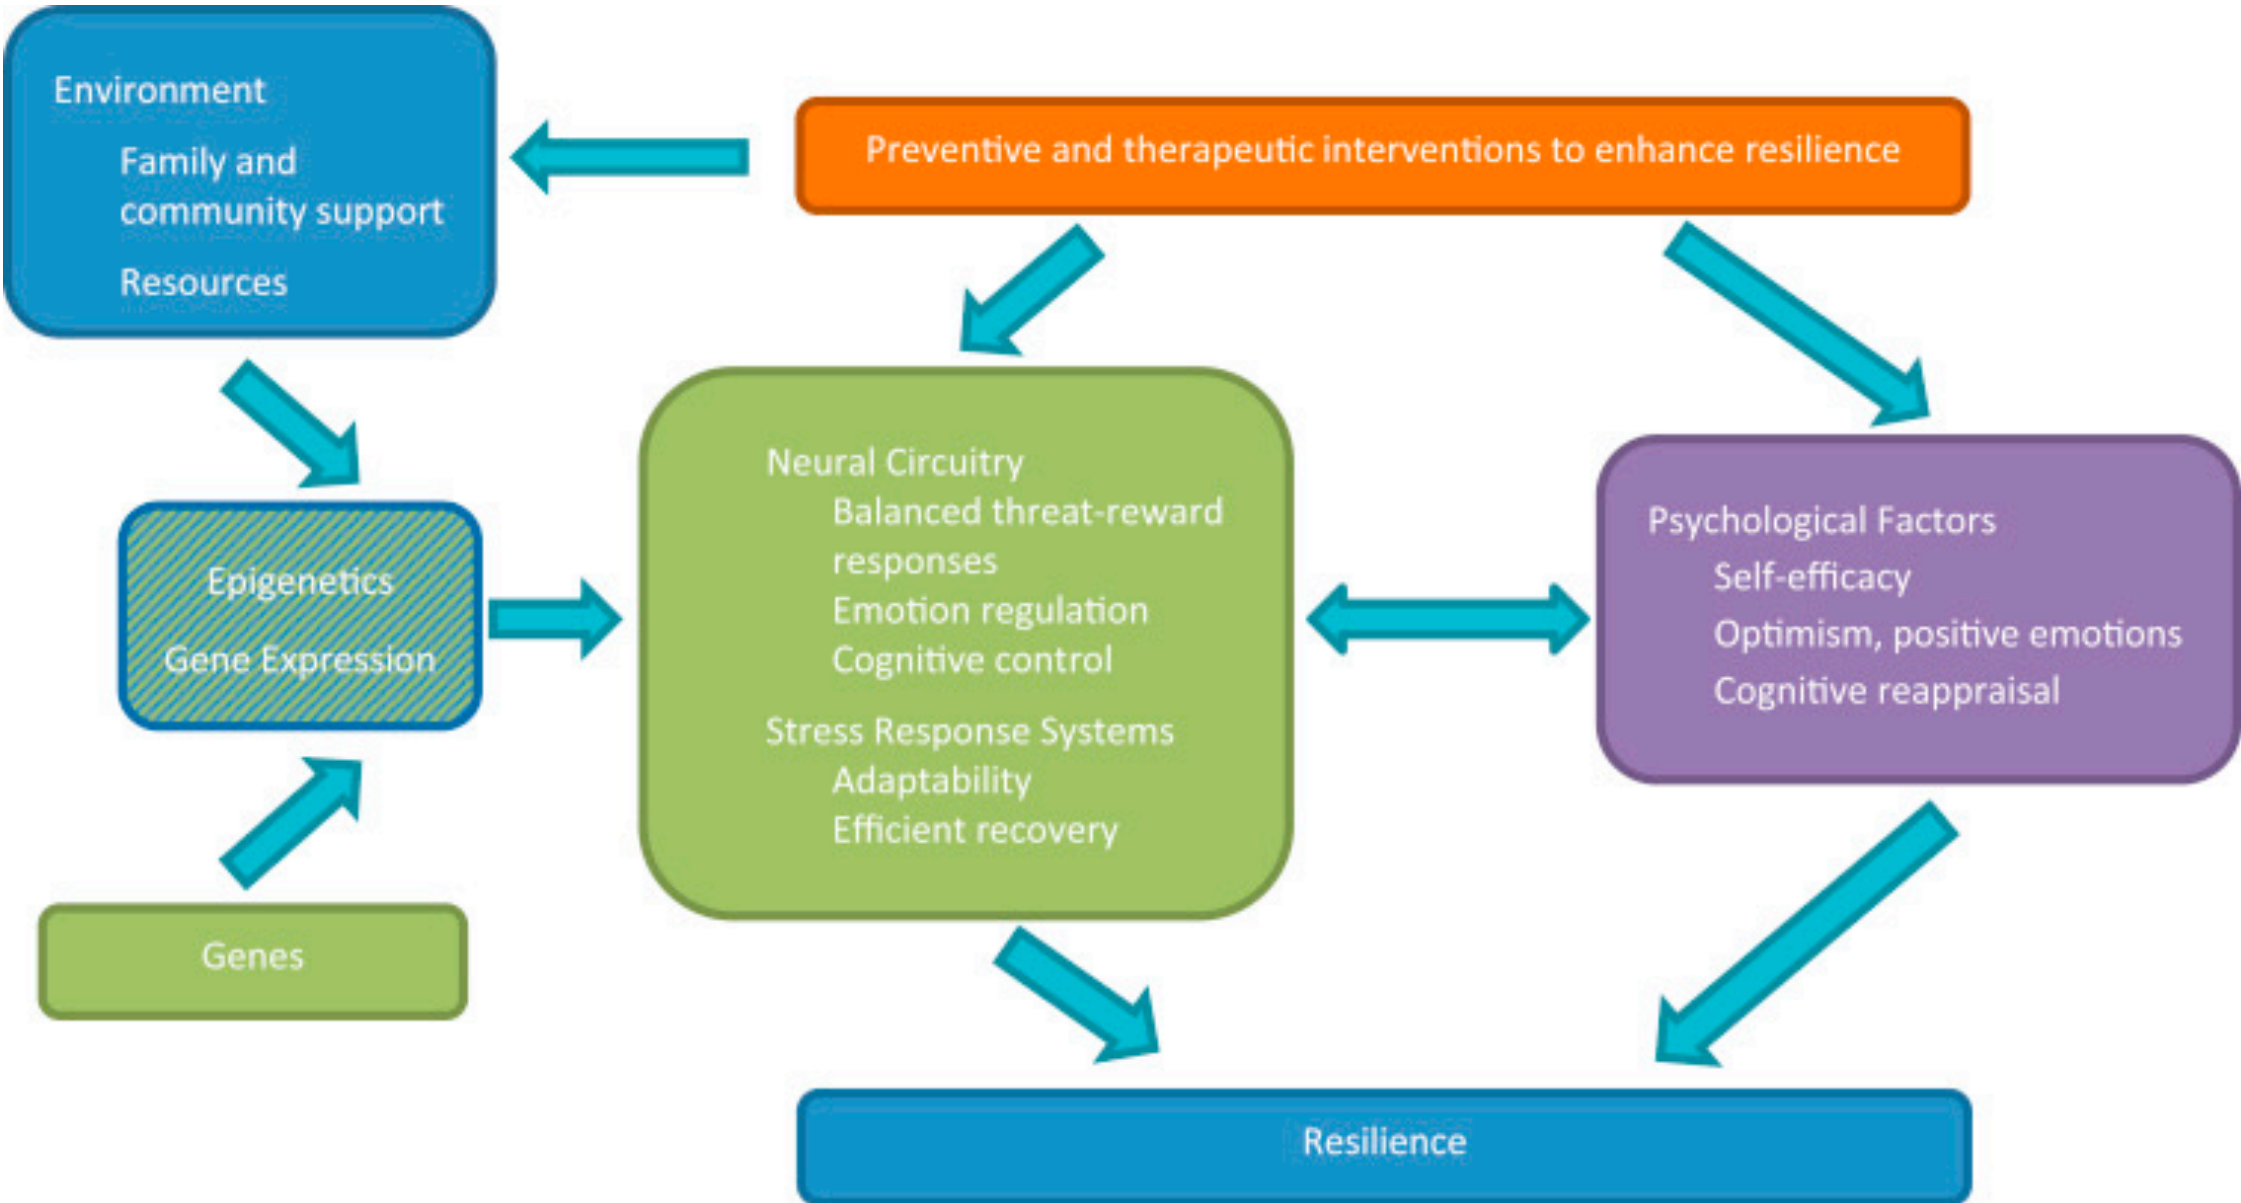 Environment
Family and
community support
Resources
Preventive and therapeutic interventions to enhance resilience
Neural Circuitry
Balanced threat-reward
responses
Emotion regulation
Cognitive control
Stress Response Systems
Adaptability
Efficient recovery
Psychological Factors
Self-efficacy
Optimism, positive emotions
Cognitive reappraisal
Epigenetics
Gene Expression
Genes
Resilience